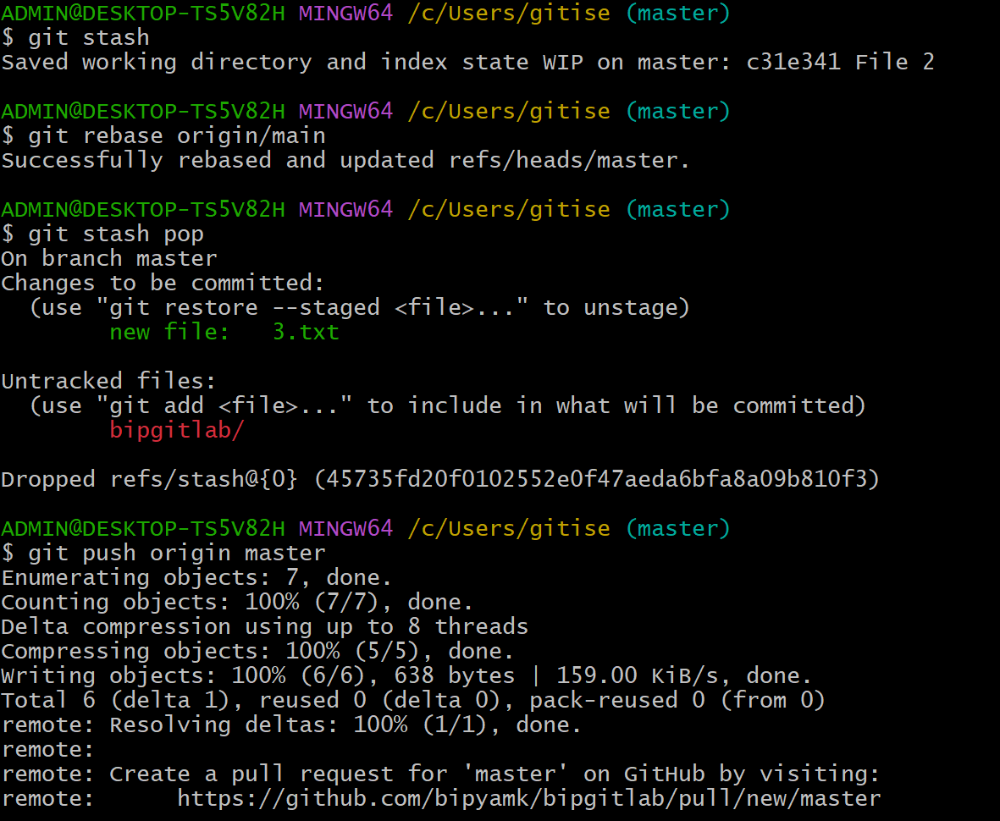 ADMIN@DESKTOP-TS5V82H MINGW64 /c/Users/gitise (master)
$ git stash
Saved working directory and index state WIP on master: c31e341 File 2

ADMIN@DESKTOP-TS5V82H MINGW64 /c/Users/gitise (master)
$ git rebase origin/main
Successfully rebased and updated refs/heads/master.

ADMIN@DESKTOP-TS5V82H MINGW64 /c/Users/gitise (master)
$ git stash pop
On branch master
Changes to be committed:
  (use "git restore --staged <file>..." to unstage)
        new file:   3.txt

Untracked files:
  (use "git add <file>..." to include in what will be committed)
        bipgitlab/

Dropped refs/stash@{0} (45735fd20f0102552e0f47aeda6bfa8a09b810f3)

ADMIN@DESKTOP-TS5V82H MINGW64 /c/Users/gitise (master)
$ git push origin master
Enumerating objects: 7, done.
Counting objects: 100% (7/7), done.
Delta compression using up to 8 threads
Compressing objects: 100% (5/5), done.
Writing objects: 100% (6/6), 638 bytes | 159.00 KiB/s, done.
Total 6 (delta 1), reused 0 (delta 0), pack-reused 0 (from 0)
remote: Resolving deltas: 100% (1/1), done.
remote:
remote: Create a pull request for 'master' on GitHub by visiting:
remote:      https://github.com/bipyamk/bipgitlab/pull/new/master